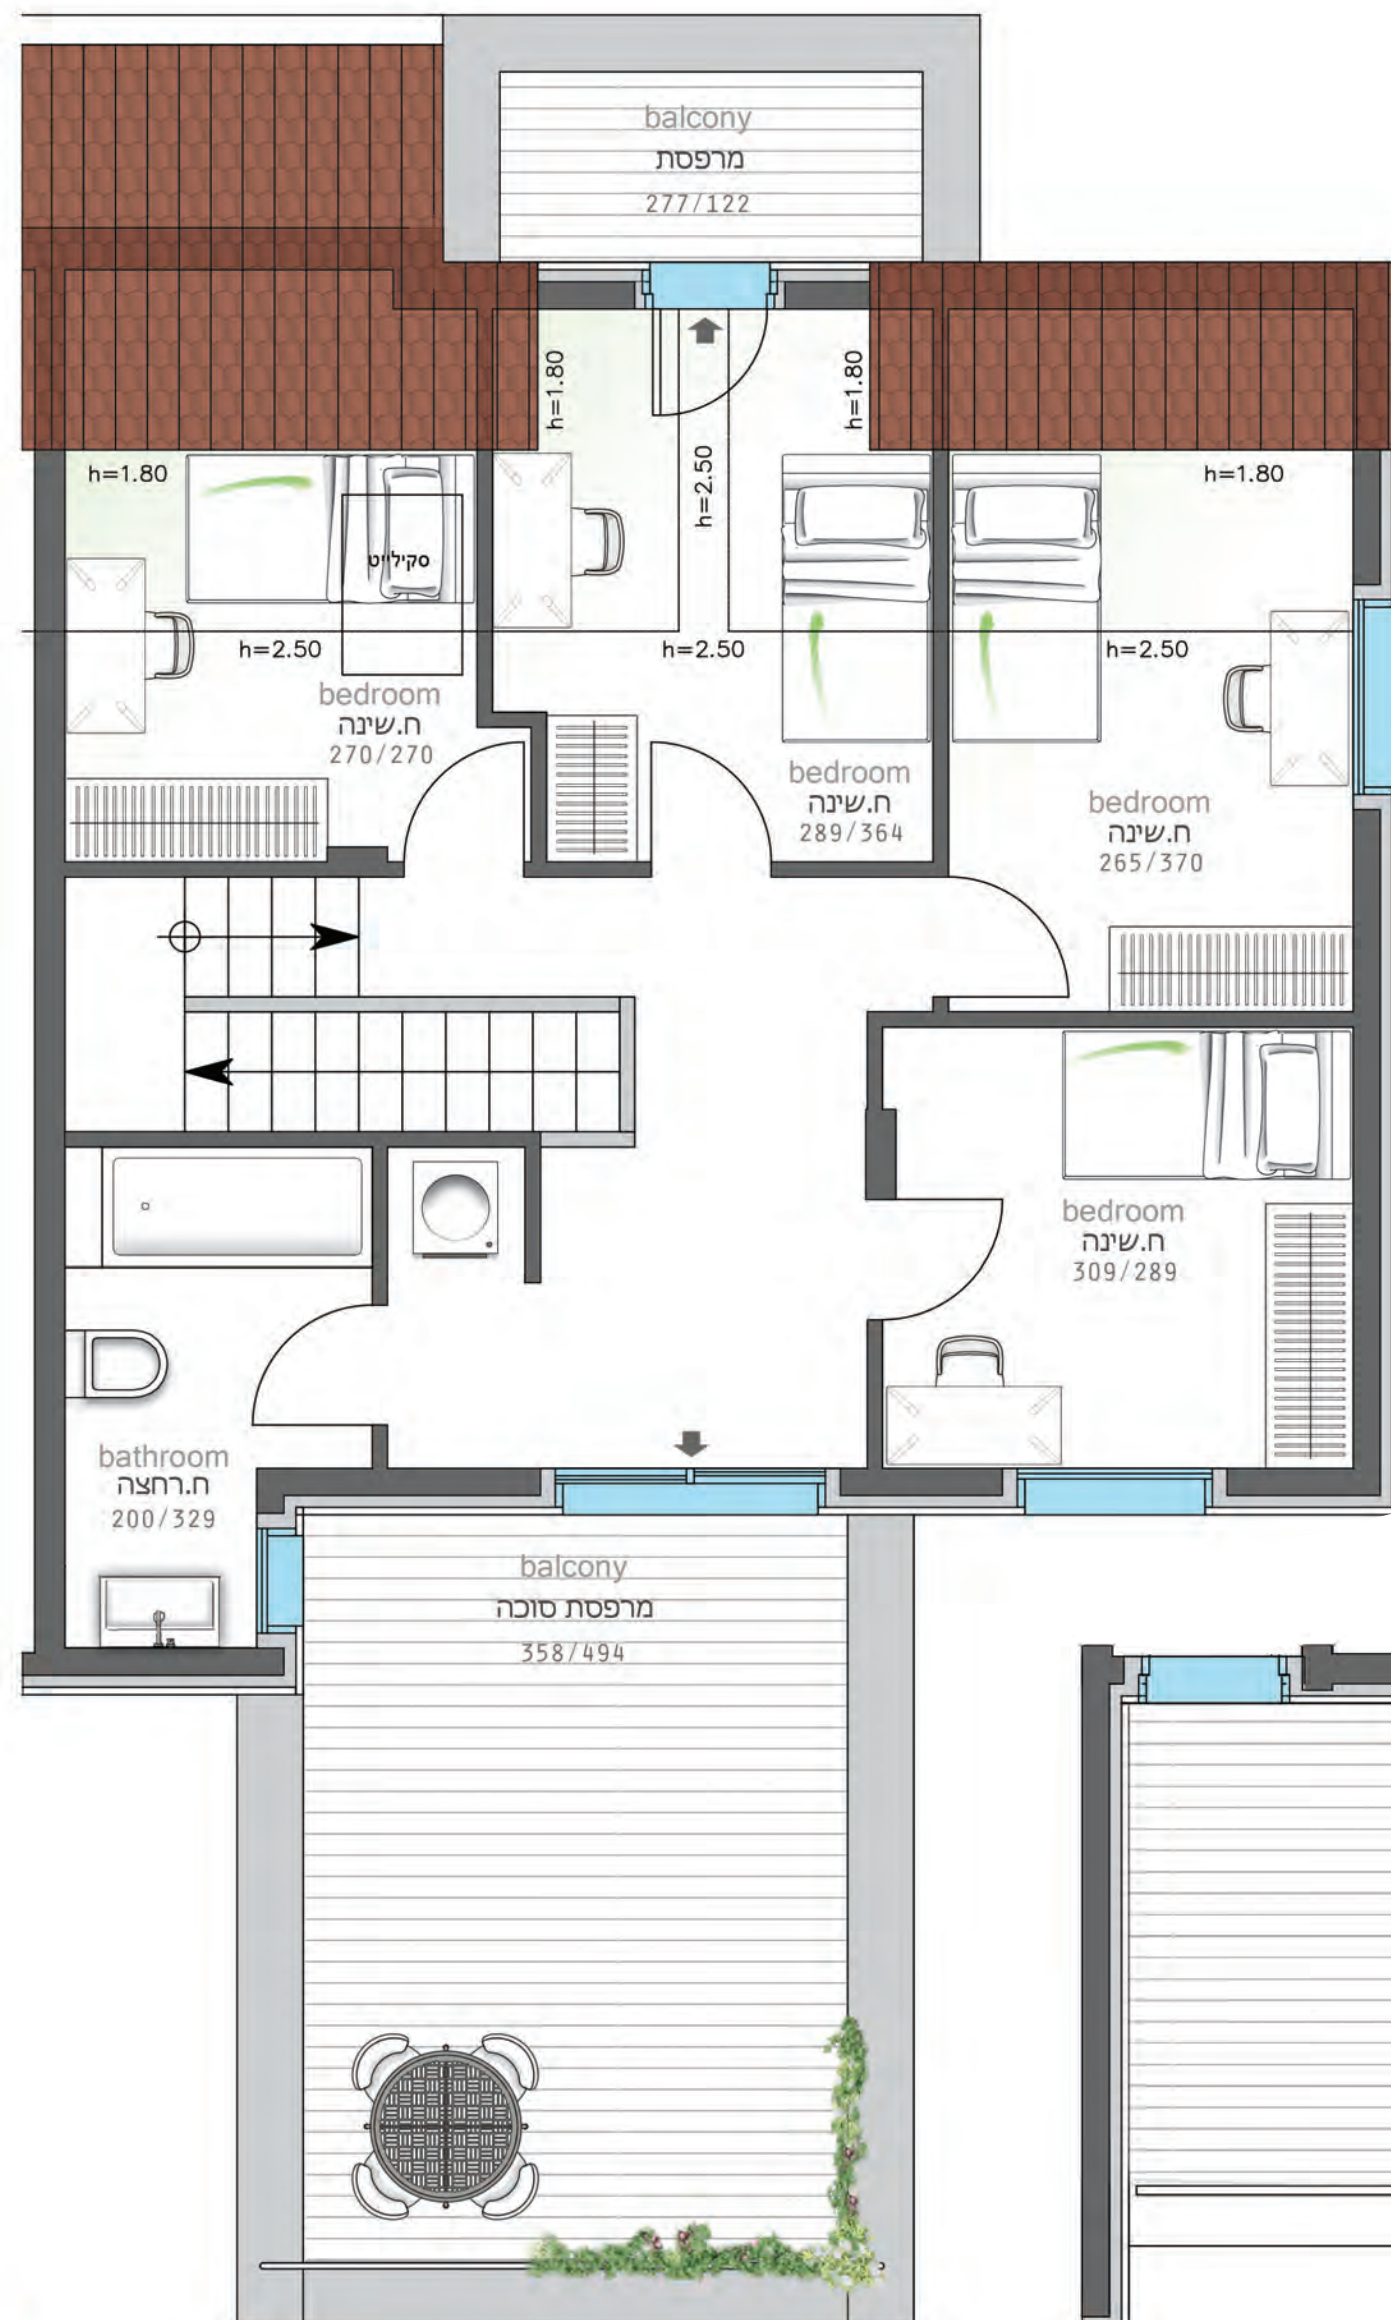 balcony
מרפסת
277/122
h=1.80
h=1.80
h=2.50
h=1.80
h=1.80
סקילייט
h=2.50
h=2.50
h=2.50
bedroom
ח.שינה
270/270
bedroom
ח.שינה
289/364
bedroom
ח.שינה
265/370
bedroom
ח.שינה
309/289
bathroom
ח.רחצה
200/329
balcony
מרפסת סוכה
358/494